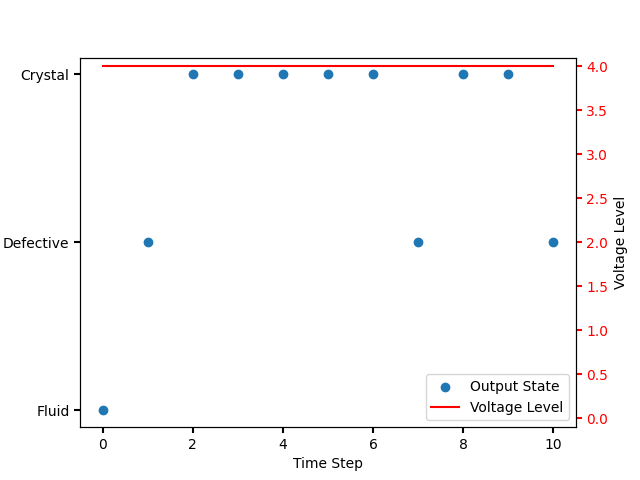 Crystal
Defective
Fluid
4.0
3.5
3.0
2.5
2.0
1.5
1.0
0.5
0.0
Voltage Level
Output State
Voltage Level
0 2 4 6 8 10
Time Step